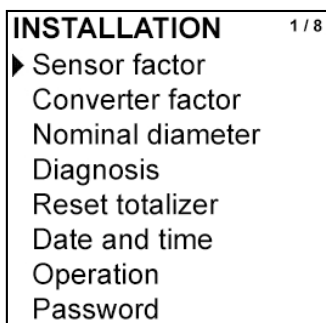 INSTALLATION 1 / 8
Sensor factor
Converter factor
Nominal diameter
Diagnosis
Reset totalizer
Date and time
Operation
Password